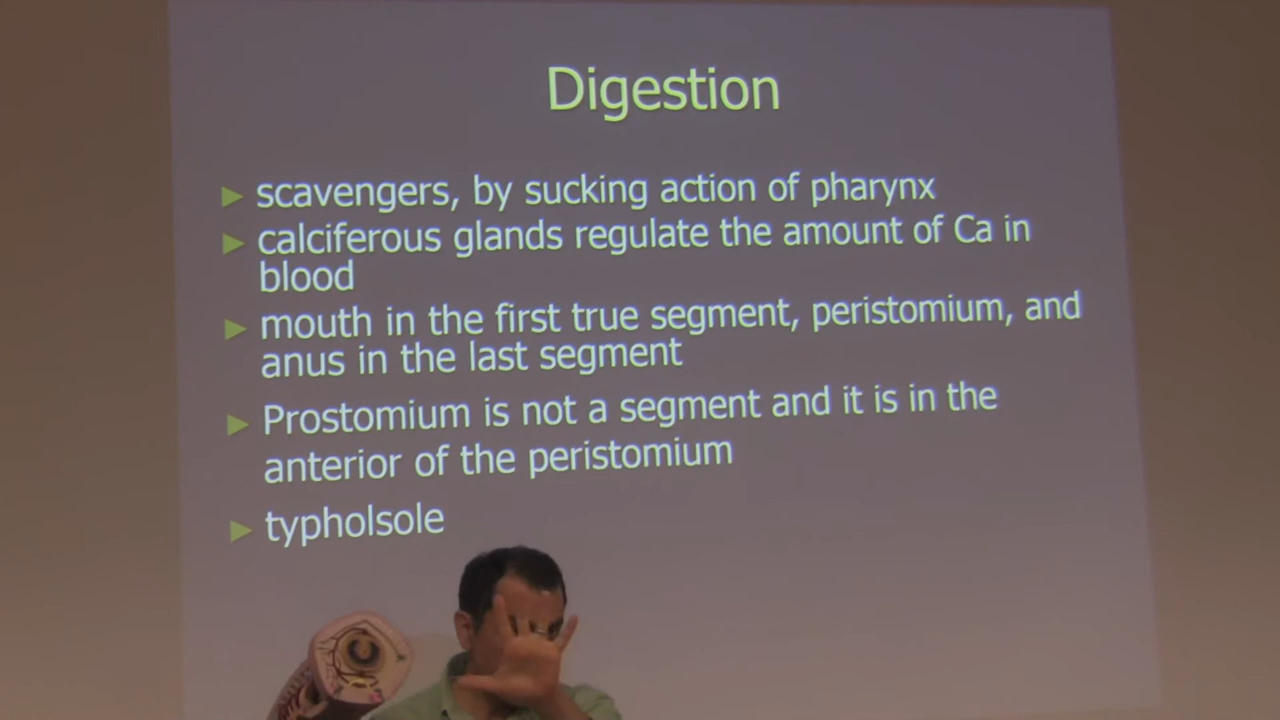 Digestion
scavengers, by sucking action of pharynx
calciferous glands regulate the amount of Ca in
blood
mouth in the first true segment, peristomium, and
anus in the last segment
Prostomium is not a segment and it is in the
anterior of the peristomium
typholsole